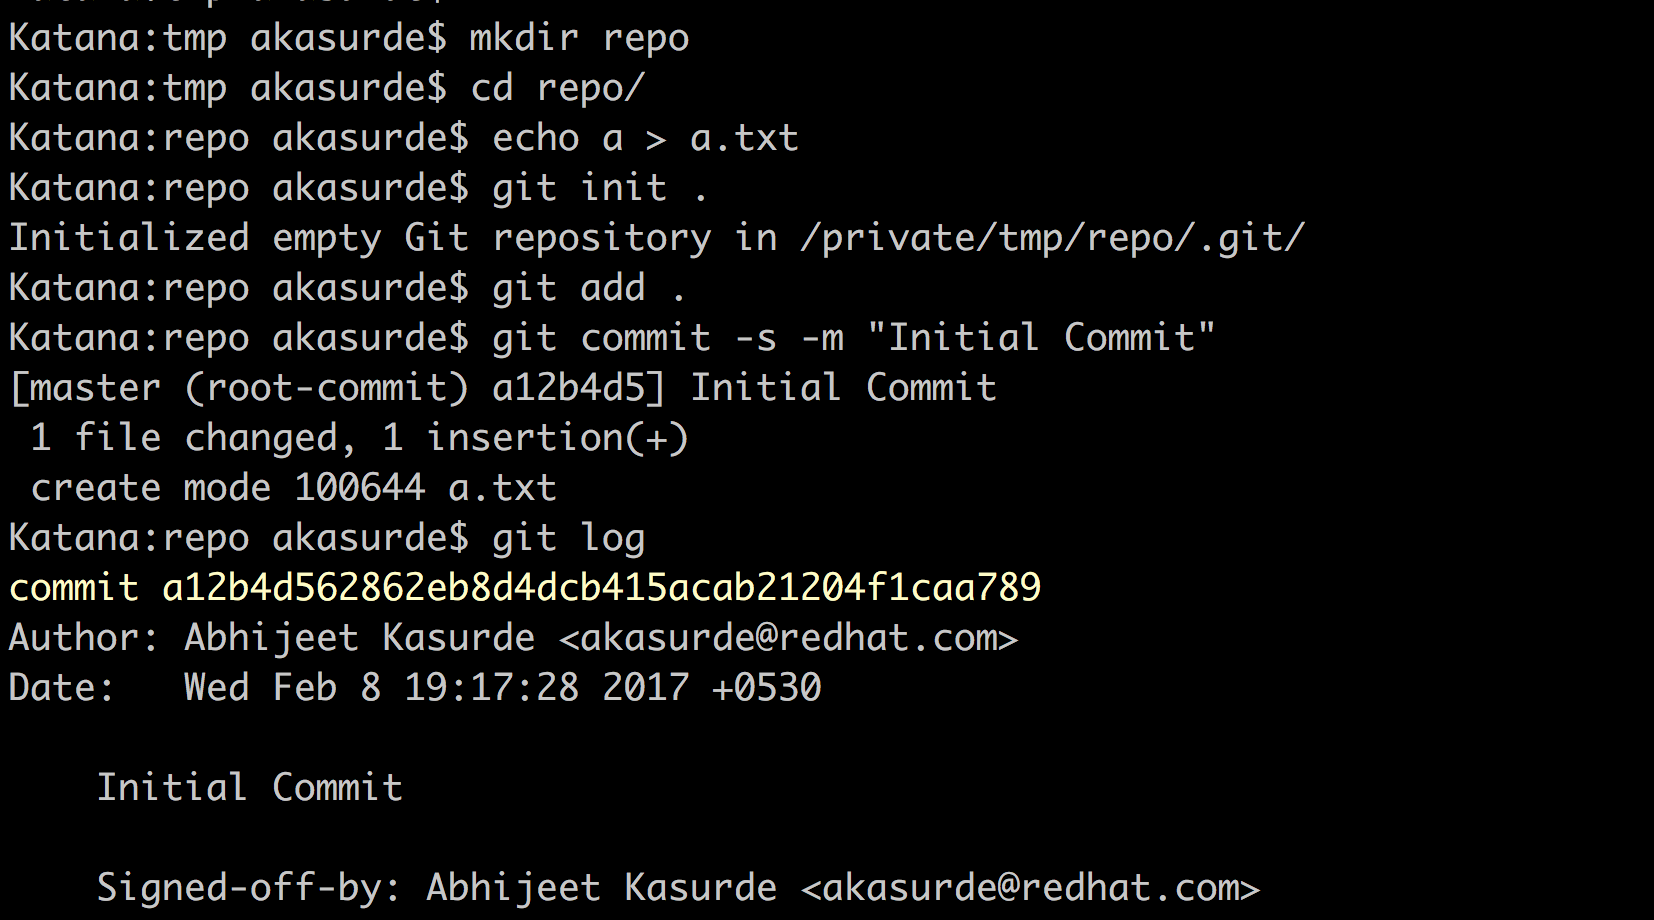 Katana:tmp akasurde$ mkdir repo
Katana:tmp akasurde$ cd repo/
Katana:repo akasurde$ echo a > a.txt
Katana:repo akasurde$ git init .
Initialized empty Git repository in /private/tmp/repo/.git/
Katana:repo akasurde$ git add .
Katana:repo akasurde$ git commit -s -m "Initial Commit"
[master (root-commit) a12b4d5] Initial Commit
 1 file changed, 1 insertion(+)
 create mode 100644 a.txt
Katana:repo akasurde$ git log
commit a12b4d562862eb8d4dcb415acab21204f1caa789
Author: Abhijeet Kasurde <akasurde@redhat.com>
Date:   Wed Feb 8 19:17:28 2017 +0530
    Initial Commit
    Signed-off-by: Abhijeet Kasurde <akasurde@redhat.com>